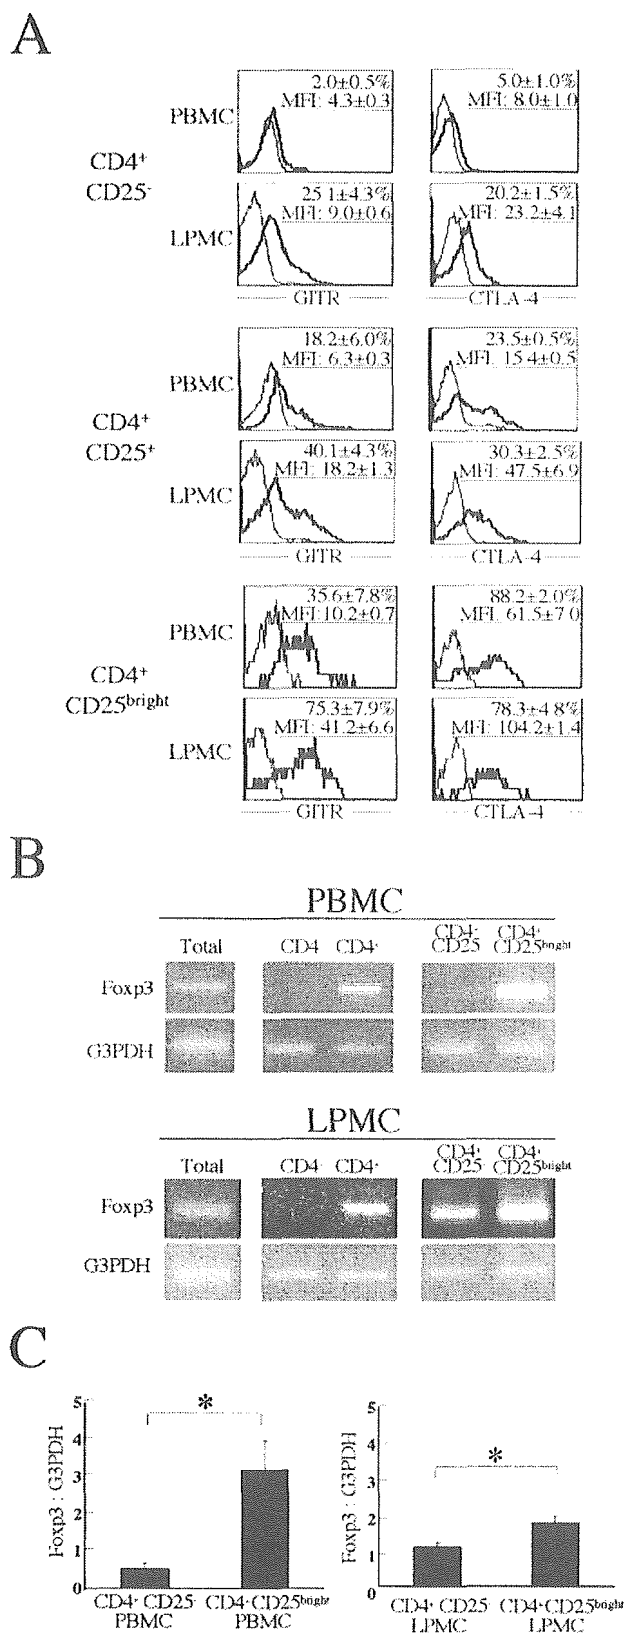 A
PBMC
2.0±0.5%
MFI: 4.3±0.3
5.0±1.0%
MFI: 8.0±1.0
CD4⁺
CD25⁻
LPMC
25.1±4.3%
MFI: 9.0±0.6
20.2±1.5%
MFI: 23.2±4.1
GITR
CTLA-4
PBMC
18.2±6.0%
MFI: 6.3±0.3
23.5±0.5%
MFI: 15.4±0.5
CD4⁺
CD25⁺
LPMC
40.1±4.3%
MFI: 18.2±1.3
30.3±2.5%
MFI: 47.5±6.9
GITR
CTLA-4
PBMC
35.6±7.8%
MFI:10.2±0.7
88.2±2.0%
MFI: 61.5±7.0
CD4⁺
CD25ᵇʳⁱᵍʰᵗ
LPMC
75.3±7.9%
MFI: 41.2±6.6
78.3±4.8%
MFI: 104.2±1.4
GITR
CTLA-4
B
PBMC
Total
CD4⁻
CD4⁺
CD4⁺
CD25⁻
CD4⁺
CD25ᵇʳⁱᵍʰᵗ
Foxp3
G3PDH
LPMC
Total
CD4⁻
CD4⁺
CD4⁺
CD25⁻
CD4⁺
CD25ᵇʳⁱᵍʰᵗ
Foxp3
G3PDH
C
Foxp3 : G3PDH
5
4
3
2
1
0
*
CD4⁺ CD25⁻
PBMC
CD4⁺CD25ᵇʳⁱᵍʰᵗ
PBMC
Foxp3 : G3PDH
5
4
3
2
1
0
*
CD4⁺ CD25⁻
LPMC
CD4⁺CD25ᵇʳⁱᵍʰᵗ
LPMC